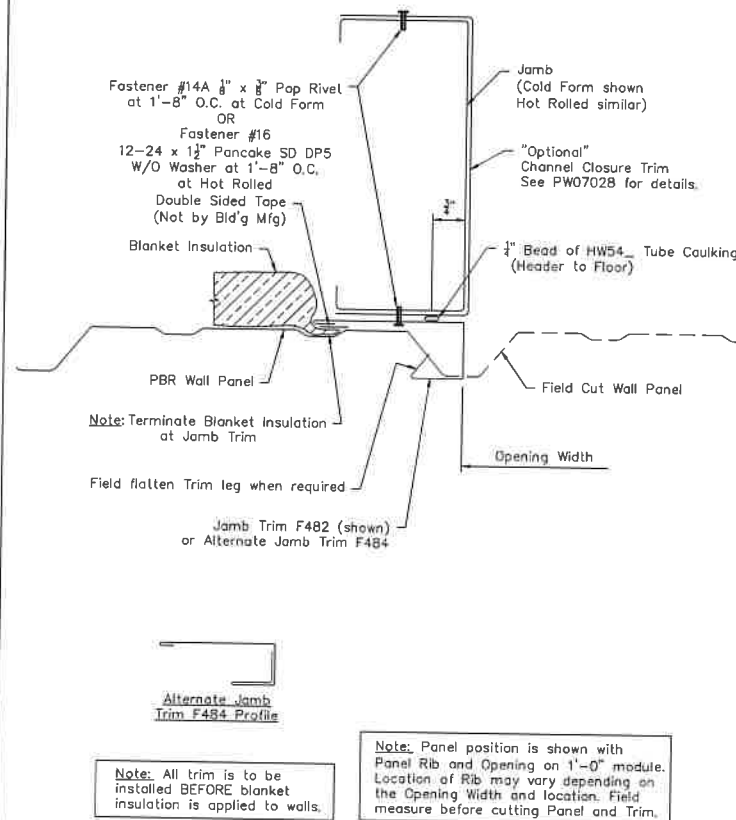 Fastener #14A 1/8" x 3/8" Pop Rivet
at 1'-8" O.C. at Cold Form
OR
Fastener #16
12-24 x 1 1/2" Pancake SD DP5
W/O Washer at 1'-8" O.C.
at Hot Rolled
Double Sided Tape
(Not by Bld'g Mfg)
Blanket Insulation
Jamb
(Cold Form shown
Hot Rolled similar)
"Optional"
Channel Closure Trim
See PW07028 for details.
3/4"
1/4" Bead of HW54_ Tube Caulking
(Header to Floor)
PBR Wall Panel
Field Cut Wall Panel
Note: Terminate Blanket Insulation
at Jamb Trim
Opening Width
Field flatten Trim leg when required
Jamb Trim F482 (shown)
or Alternate Jamb Trim F484
Alternate Jamb
Trim F484 Profile
Note: All trim is to be
installed BEFORE blanket
insulation is applied to walls.
Note: Panel position is shown with
Panel Rib and Opening on 1'-0" module.
Location of Rib may vary depending on
the Opening Width and location. Field
measure before cutting Panel and Trim.